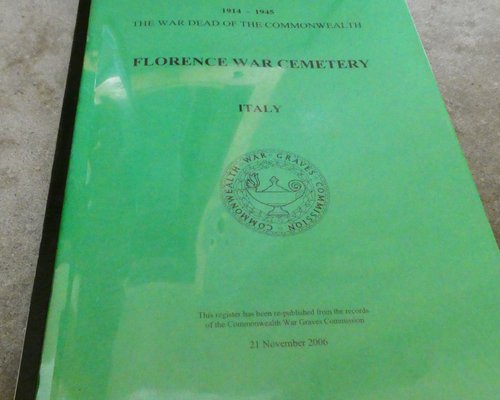 1914 - 1945
THE WAR DEAD OF THE COMMONWEALTH
FLORENCE WAR CEMETERY
ITALY
COMMONWEALTH · WAR · GRAVES · COMMISSION ·
This register has been re-published from the records
of the Commonwealth War Graves Commission
21 November 2006